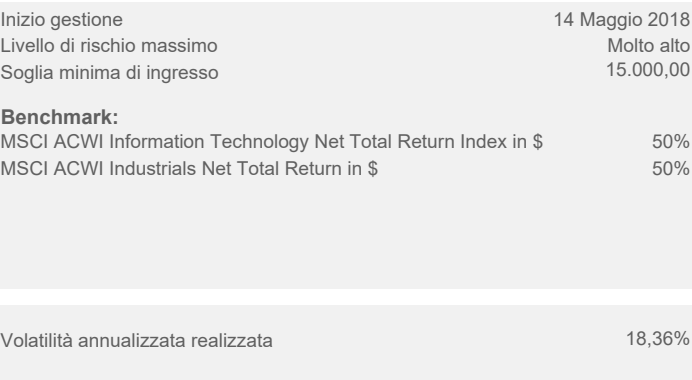 Inizio gestione 14 Maggio 2018
Livello di rischio massimo Molto alto
Soglia minima di ingresso 15.000,00
Benchmark:
MSCI ACWI Information Technology Net Total Return Index in $ 50%
MSCI ACWI Industrials Net Total Return in $ 50%
Volatilità annualizzata realizzata 18,36%